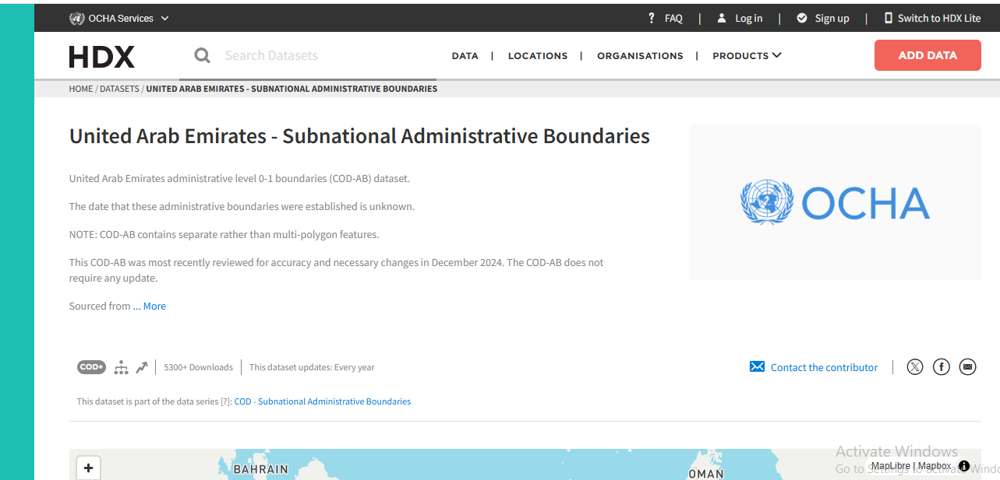 OCHA Services
? FAQ | Log in | Sign up | Switch to HDX Lite
HDX
Search Datasets
DATA | LOCATIONS | ORGANISATIONS | PRODUCTS
ADD DATA
HOME / DATASETS / UNITED ARAB EMIRATES - SUBNATIONAL ADMINISTRATIVE BOUNDARIES
United Arab Emirates - Subnational Administrative Boundaries
OCHA
United Arab Emirates administrative level 0-1 boundaries (COD-AB) dataset.
The date that these administrative boundaries were established is unknown.
NOTE: COD-AB contains separate rather than multi-polygon features.
This COD-AB was most recently reviewed for accuracy and necessary changes in December 2024. The COD-AB does not
require any update.
Sourced from ... More
COD+ | 5300+ Downloads | This dataset updates: Every year
Contact the contributor
This dataset is part of the data series [?]: COD - Subnational Administrative Boundaries
+
BAHRAIN
OMAN
Activate Windows
MapLibre | Mapbox
Go to Settings to activate Windo